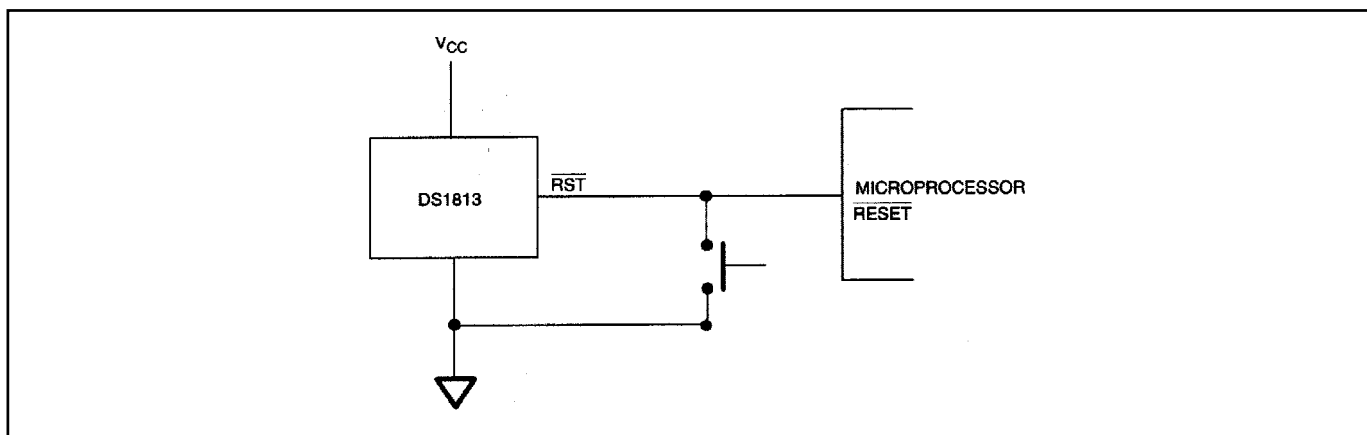 VCC
DS1813
RST
MICROPROCESSOR
RESET